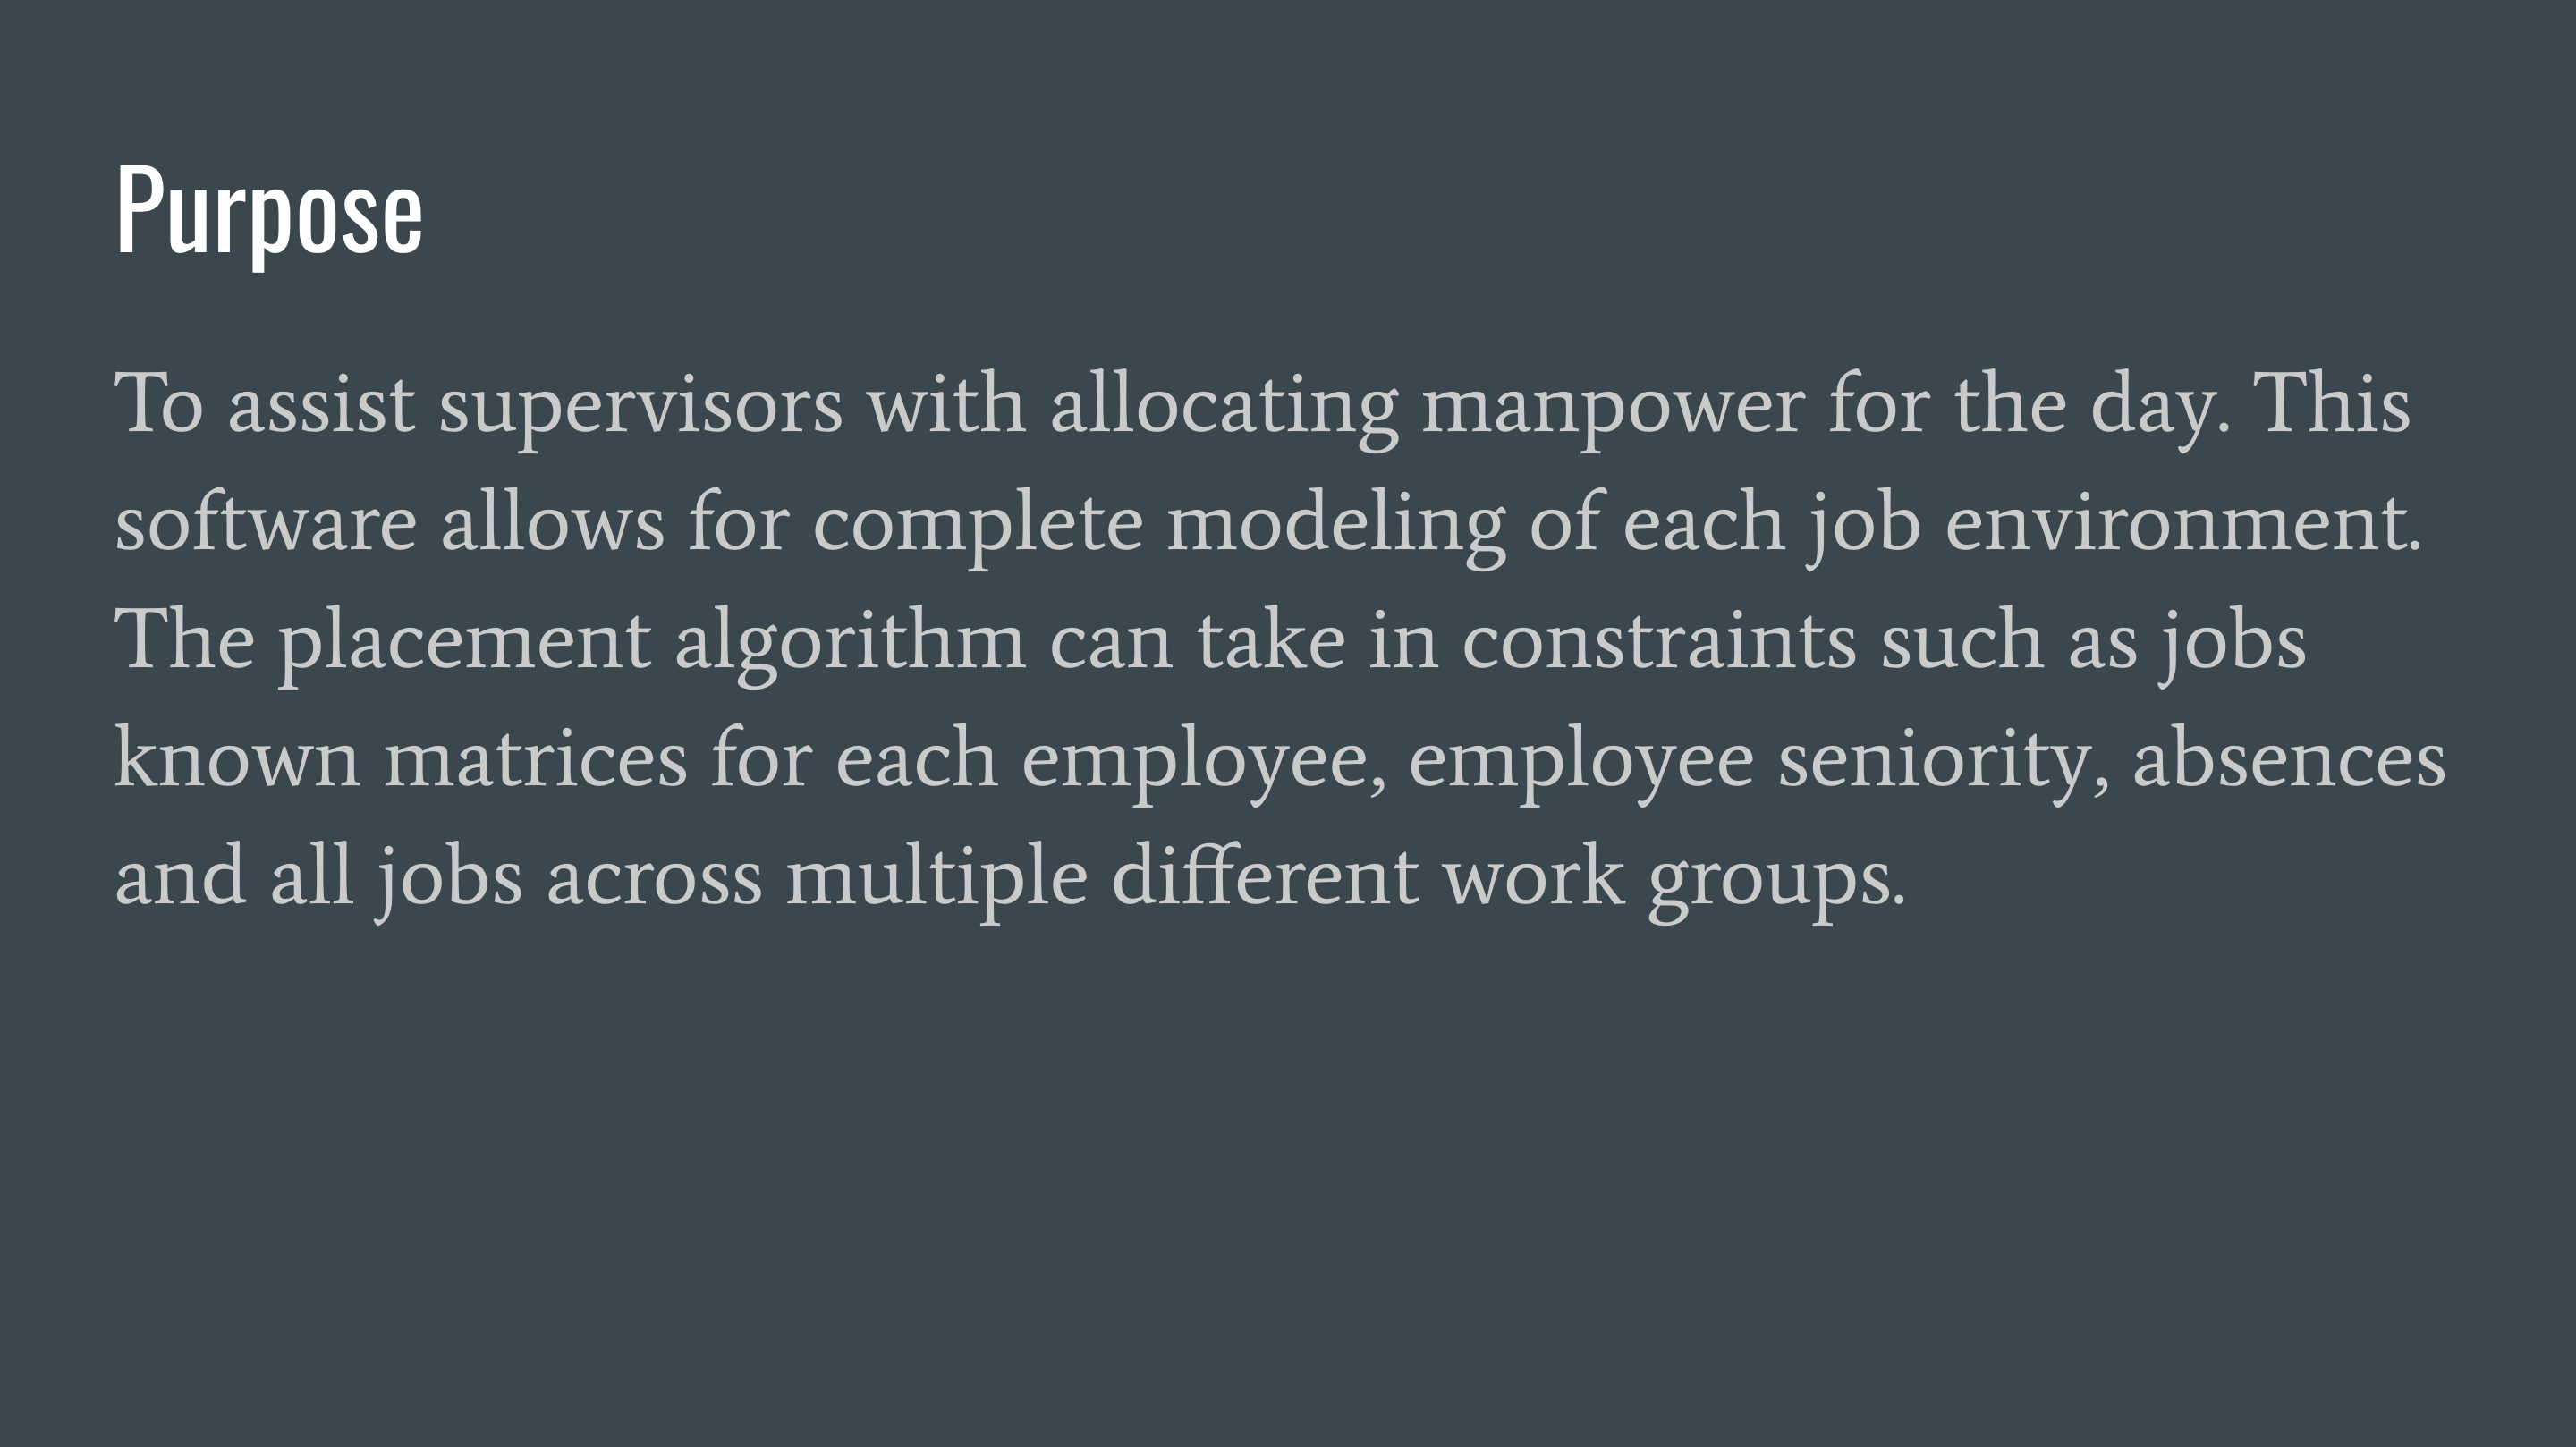 Purpose
To assist supervisors with allocating manpower for the day. This
software allows for complete modeling of each job environment.
The placement algorithm can take in constraints such as jobs
known matrices for each employee, employee seniority, absences
and all jobs across multiple different work groups.